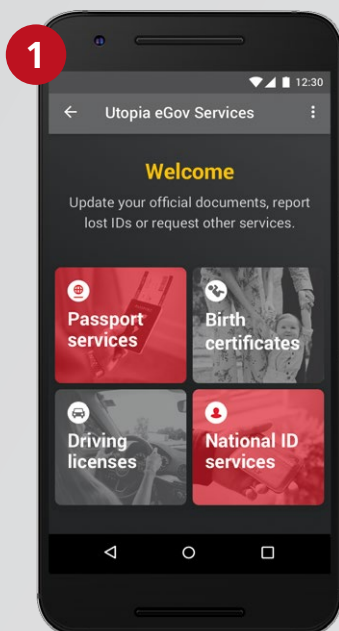 1
12:30
Utopia eGov Services
Welcome
Update your official documents, report
lost IDs or request other services.
Passport
services
Birth
certificates
Driving
licenses
National ID
services